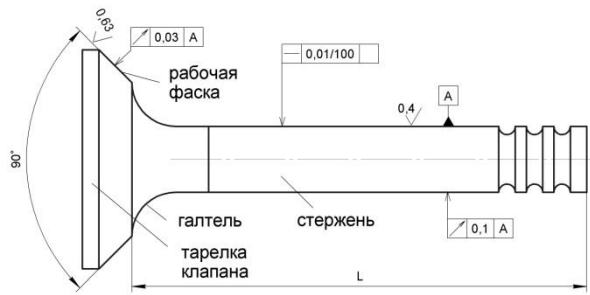 0,63
0,03 A
рабочая
фаска
0,01/100
0,4
A
90°
галтель
стержень
0,1 A
тарелка
клапана
L